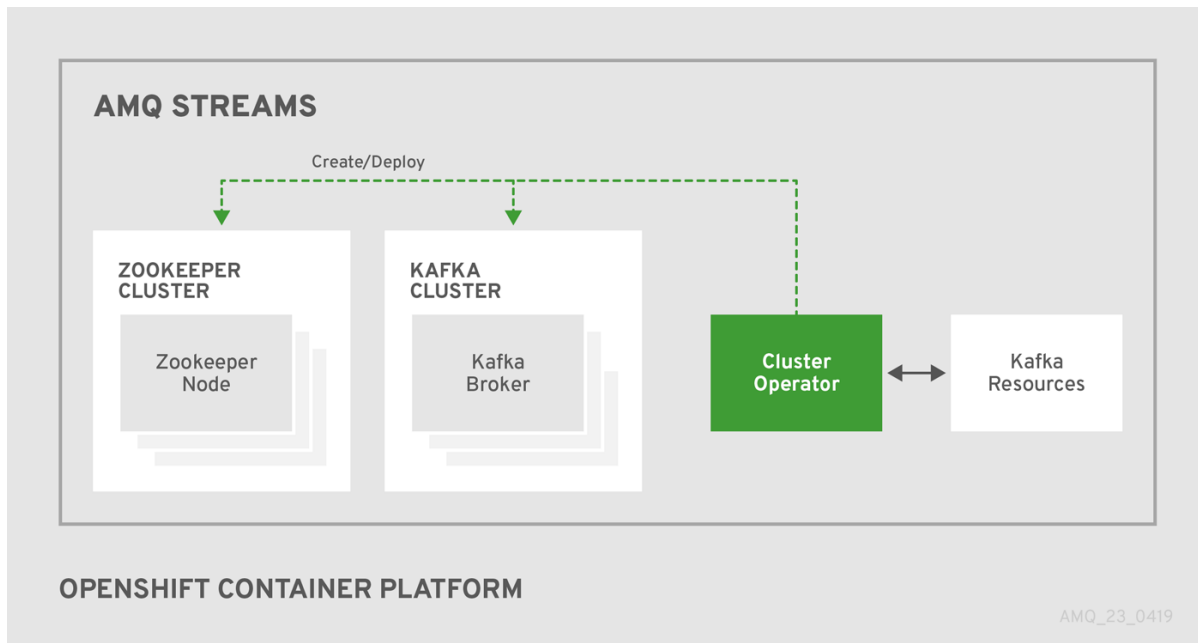 AMQ STREAMS
Create/Deploy
ZOOKEEPER
CLUSTER
Zookeeper
Node
KAFKA
CLUSTER
Kafka
Broker
Cluster
Operator
Kafka
Resources
OPENSHIFT CONTAINER PLATFORM
AMQ_23_0419